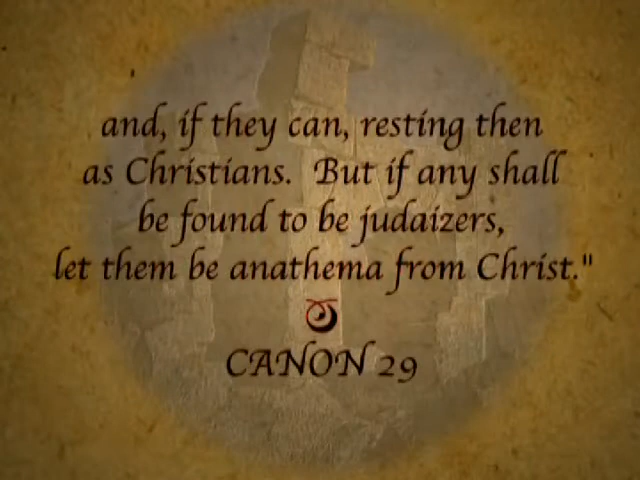 and, if they can, resting then
as Christians.  But if any shall
be found to be judaizers,
let them be anathema from Christ."
CANON 29